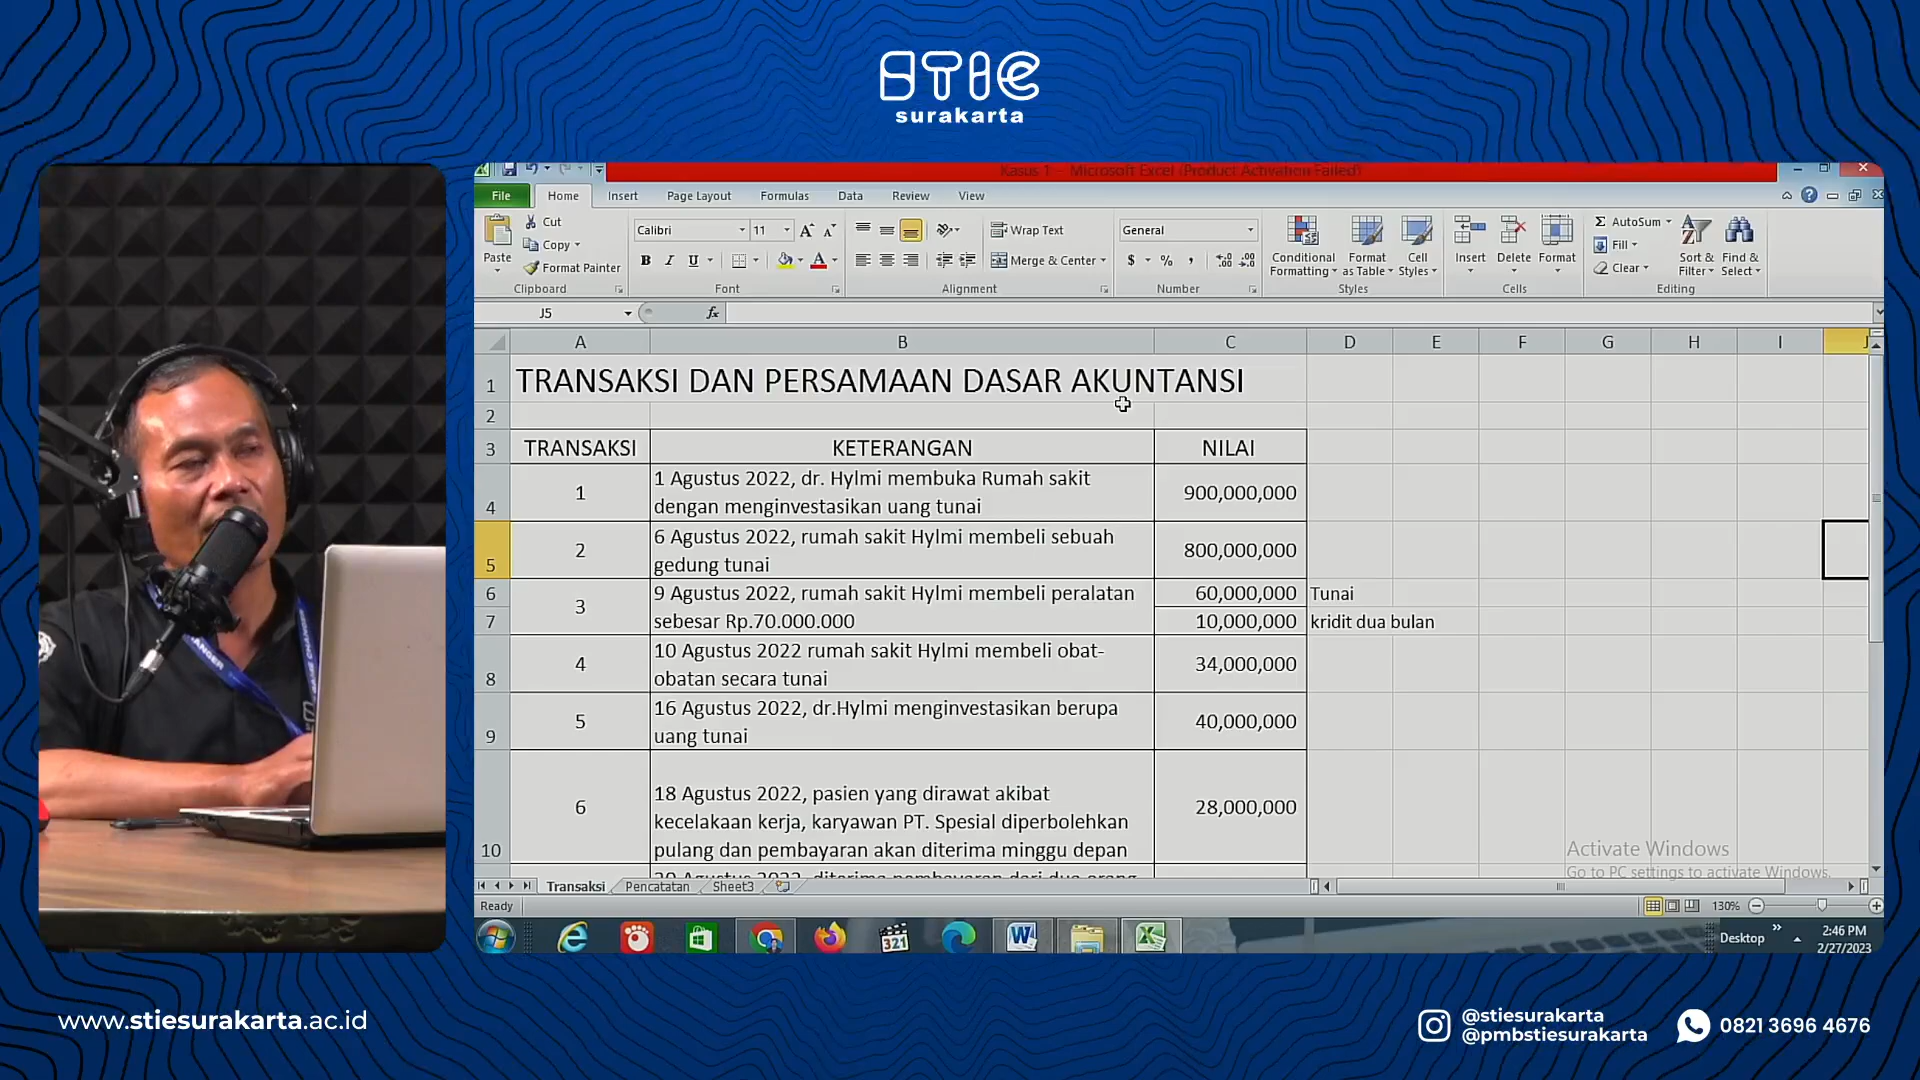 STIE
surakarta
Kasus 1 - Microsoft Excel (Product Activation Failed)
File Home Insert Page Layout Formulas Data Review View
Paste
Cut
Copy
Format Painter
Clipboard
Calibri 11
B I U
Font
Wrap Text
Merge & Center
Alignment
General
$ % ,
Number
Conditional Formatting
Format as Table
Cell Styles
Styles
Insert Delete Format
Cells
Σ AutoSum
Fill
Clear
Sort & Filter
Find & Select
Editing
J5 fx
A B C D E F G H I J
1 TRANSAKSI DAN PERSAMAAN DASAR AKUNTANSI
2
3 TRANSAKSI KETERANGAN NILAI
1 1 Agustus 2022, dr. Hylmi membuka Rumah sakit 900,000,000
4 dengan menginvestasikan uang tunai
2 6 Agustus 2022, rumah sakit Hylmi membeli sebuah 800,000,000
5 gedung tunai
6 3 9 Agustus 2022, rumah sakit Hylmi membeli peralatan 60,000,000 Tunai
7 sebesar Rp.70.000.000 10,000,000 kridit dua bulan
4 10 Agustus 2022 rumah sakit Hylmi membeli obat- 34,000,000
8 obatan secara tunai
5 16 Agustus 2022, dr.Hylmi menginvestasikan berupa 40,000,000
9 uang tunai
6 18 Agustus 2022, pasien yang dirawat akibat 28,000,000
kecelakaan kerja, karyawan PT. Spesial diperbolehkan
10 pulang dan pembayaran akan diterima minggu depan
Activate Windows
Go to PC settings to activate Windows.
Transaksi Pencatatan Sheet3
Ready 130%
321
Desktop
2:46 PM
2/27/2023
www.stiesurakarta.ac.id
@stiesurakarta
@pmbstiesurakarta
0821 3696 4676